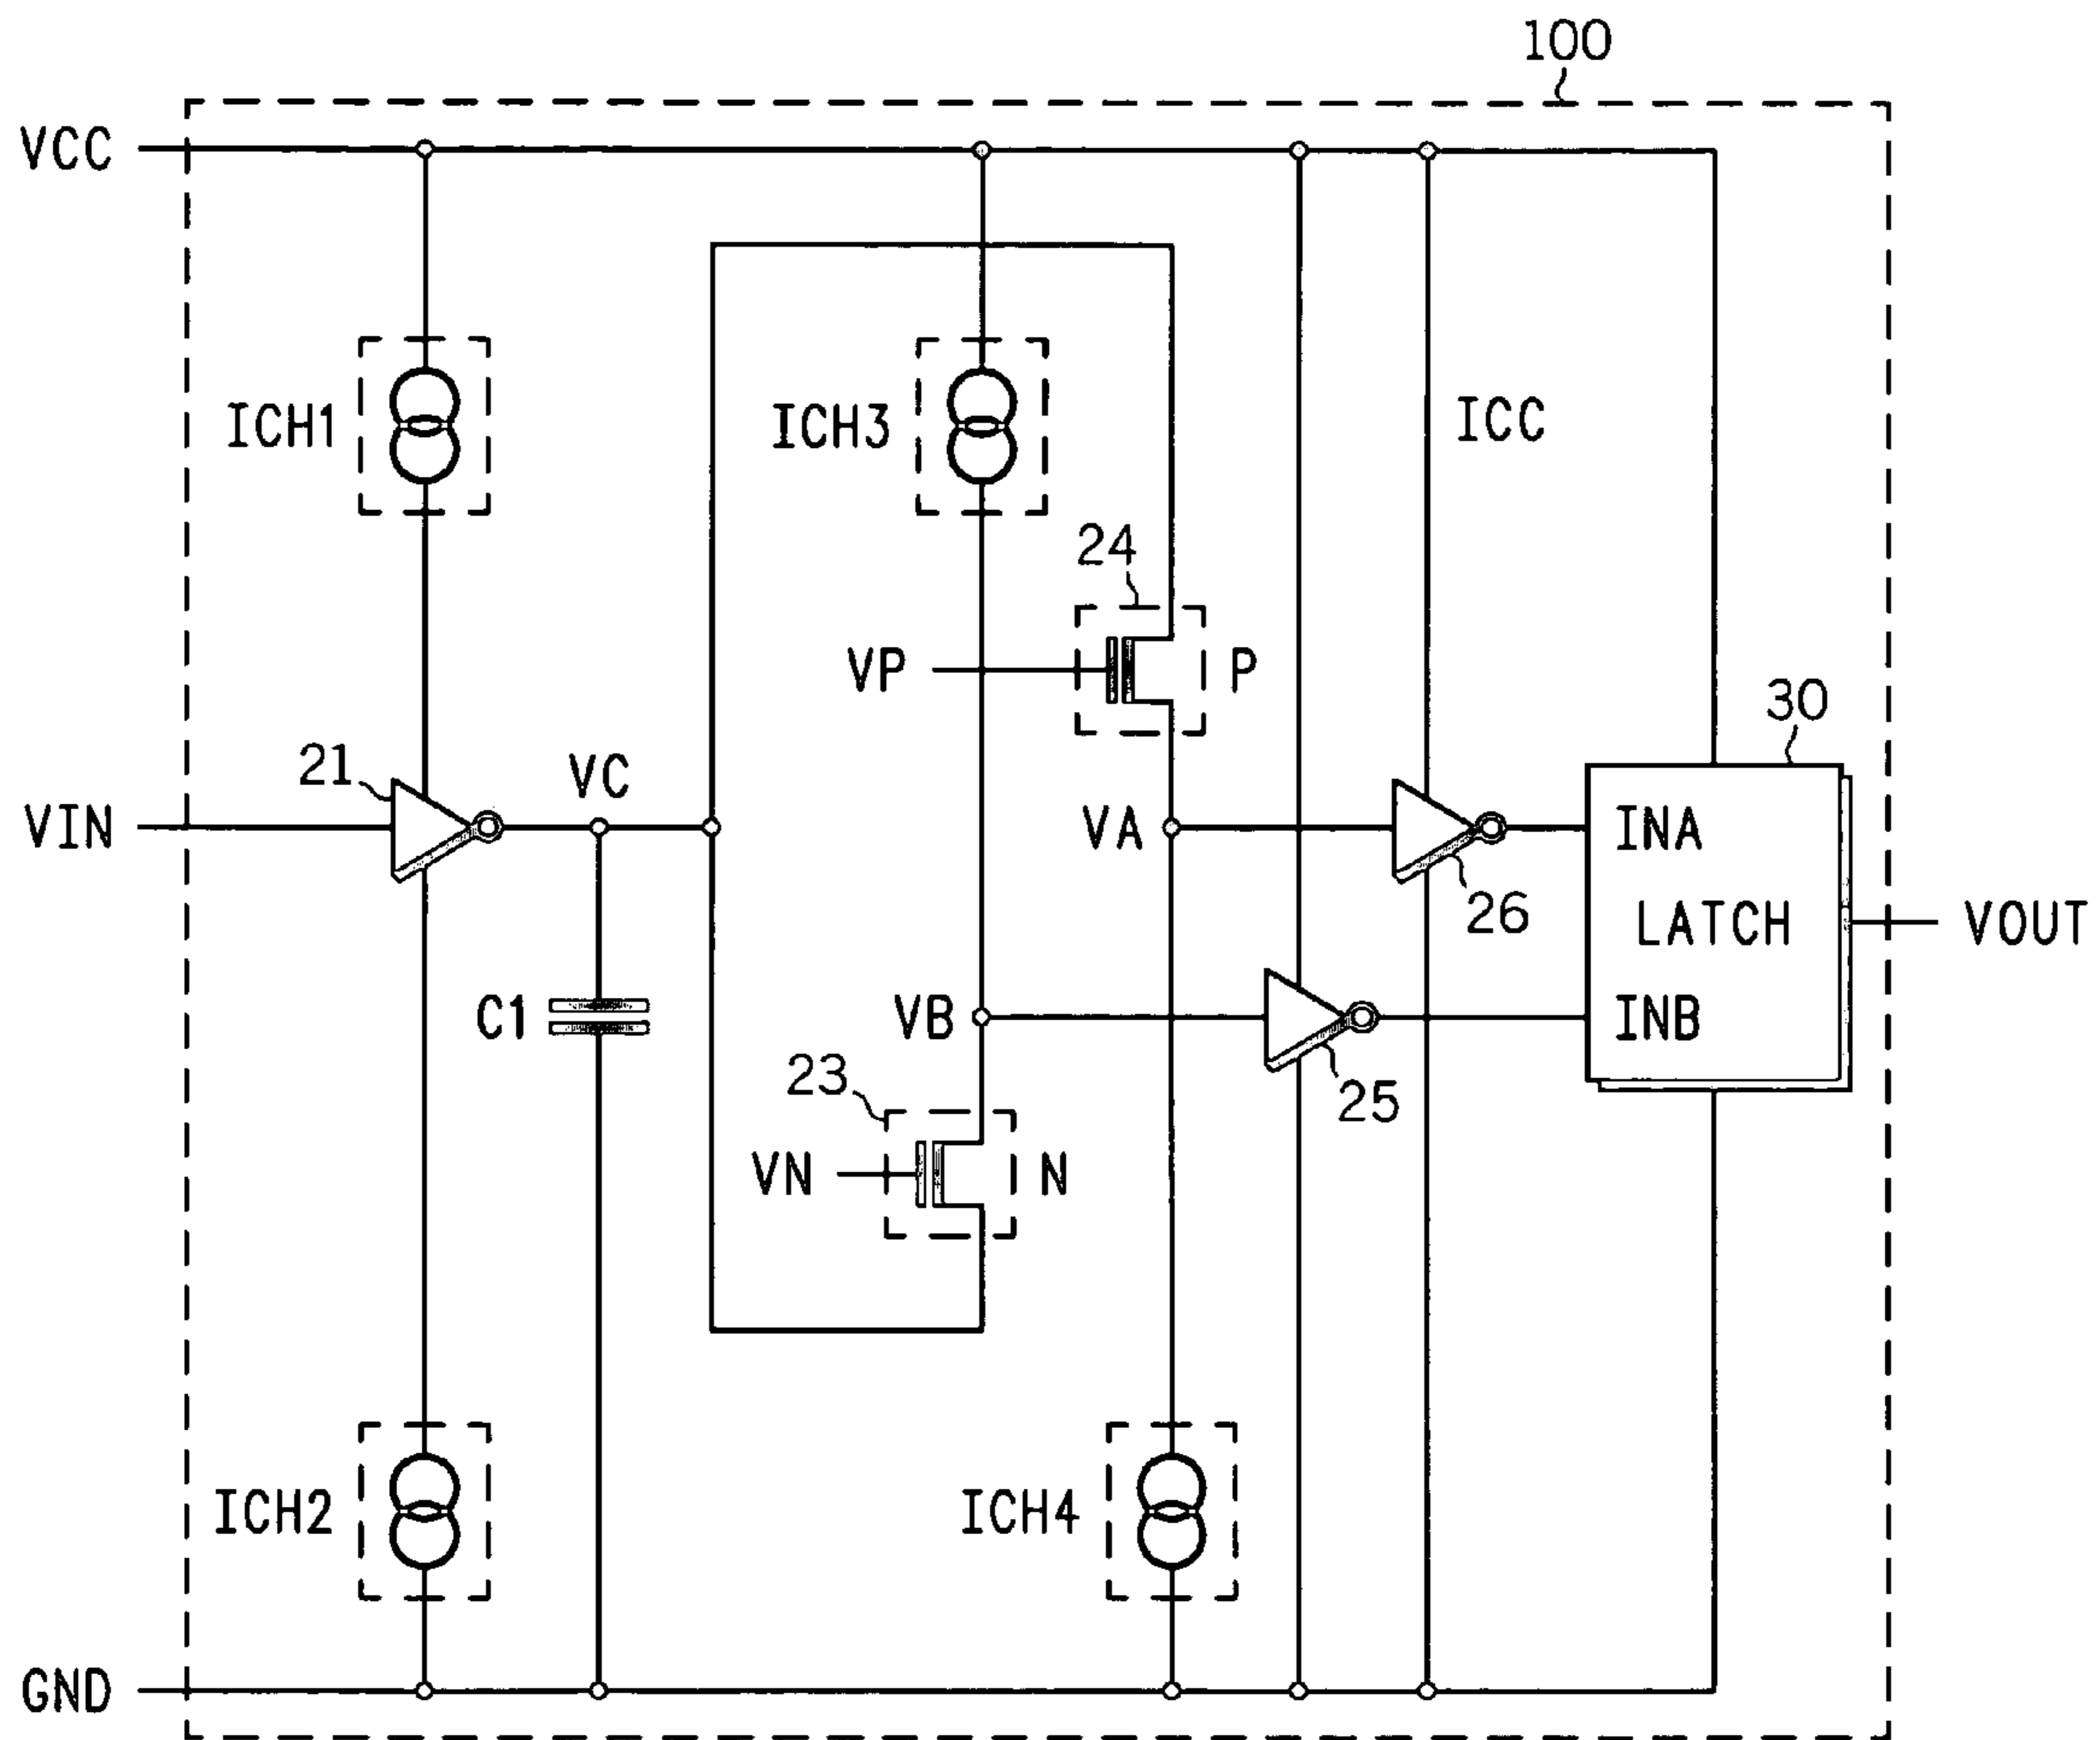 100
VCC
ICH1
ICH3
ICC
24
VP
P
30
21
VC
VIN
VA
INA
26
LATCH
VOUT
C1
VB
INB
23
25
VN
N
ICH2
ICH4
GND